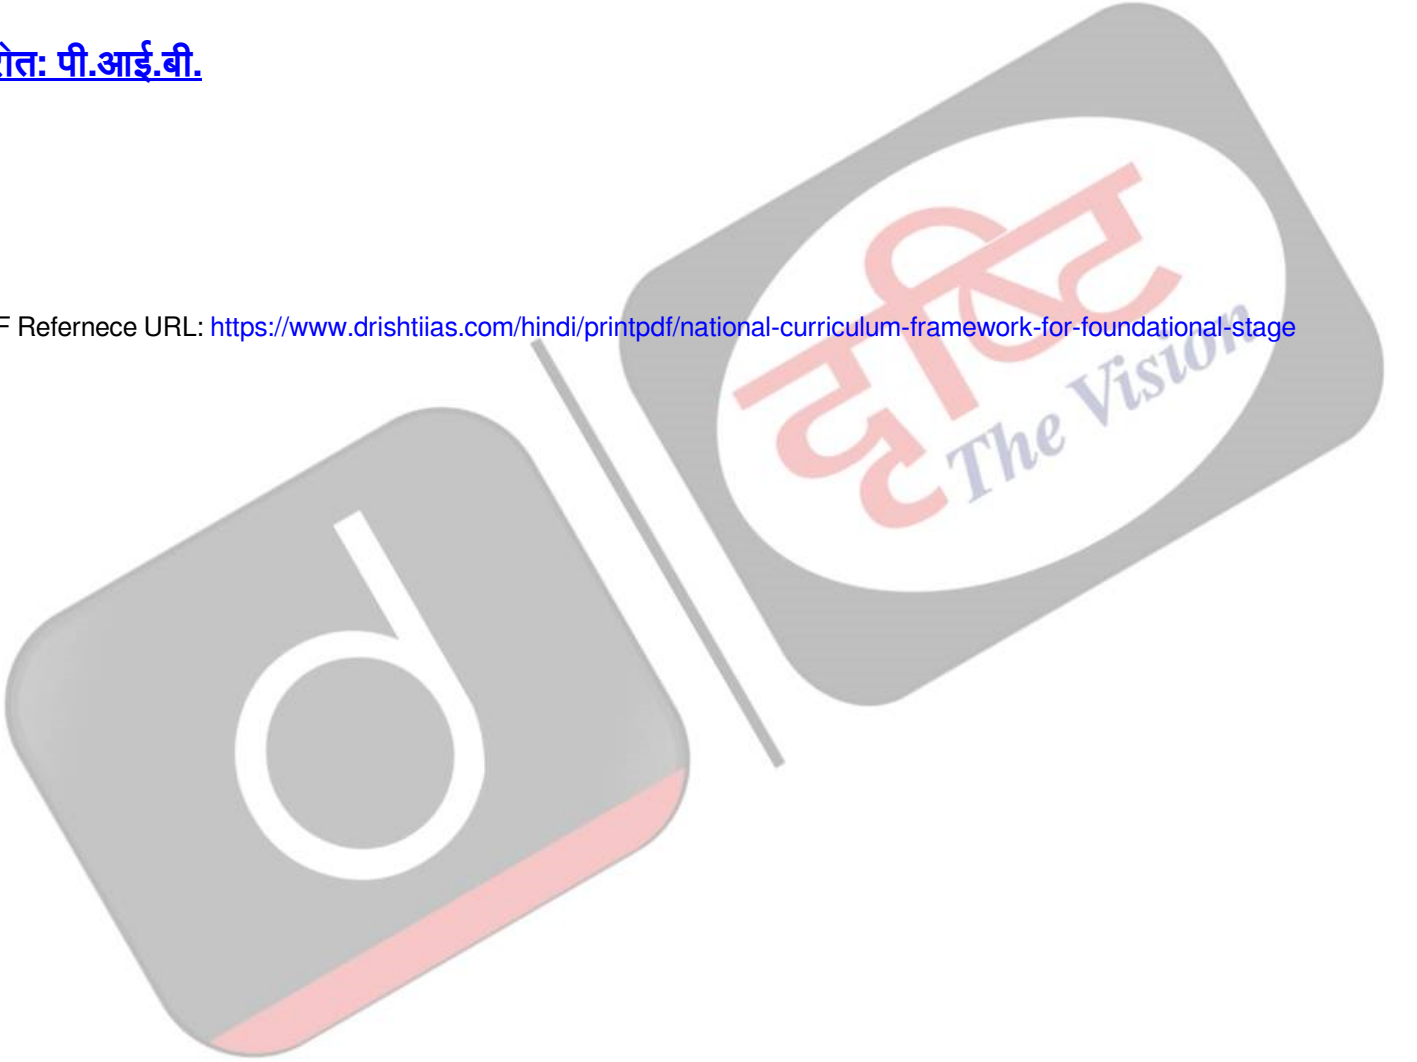 रोत: पी.आई.बी.
F Refernece URL: https://www.drishtiias.com/hindi/printpdf/national-curriculum-framework-for-foundational-stage
दृष्टि
The Vision
d